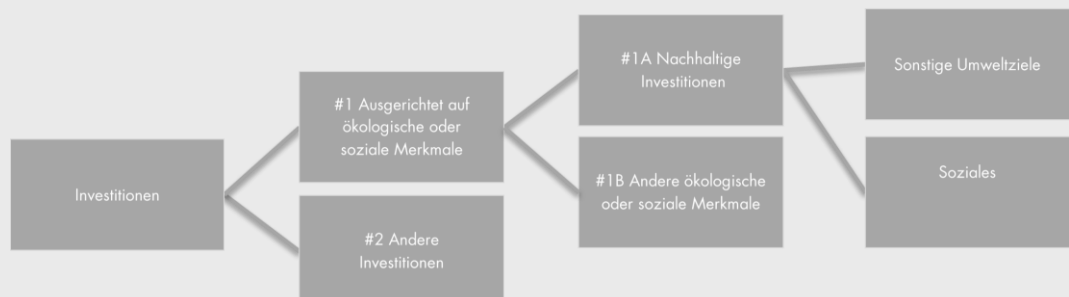 Investitionen
#1 Ausgerichtet auf
ökologische oder
soziale Merkmale
#2 Andere
Investitionen
#1A Nachhaltige
Investitionen
#1B Andere ökologische
oder soziale Merkmale
Sonstige Umweltziele
Soziales